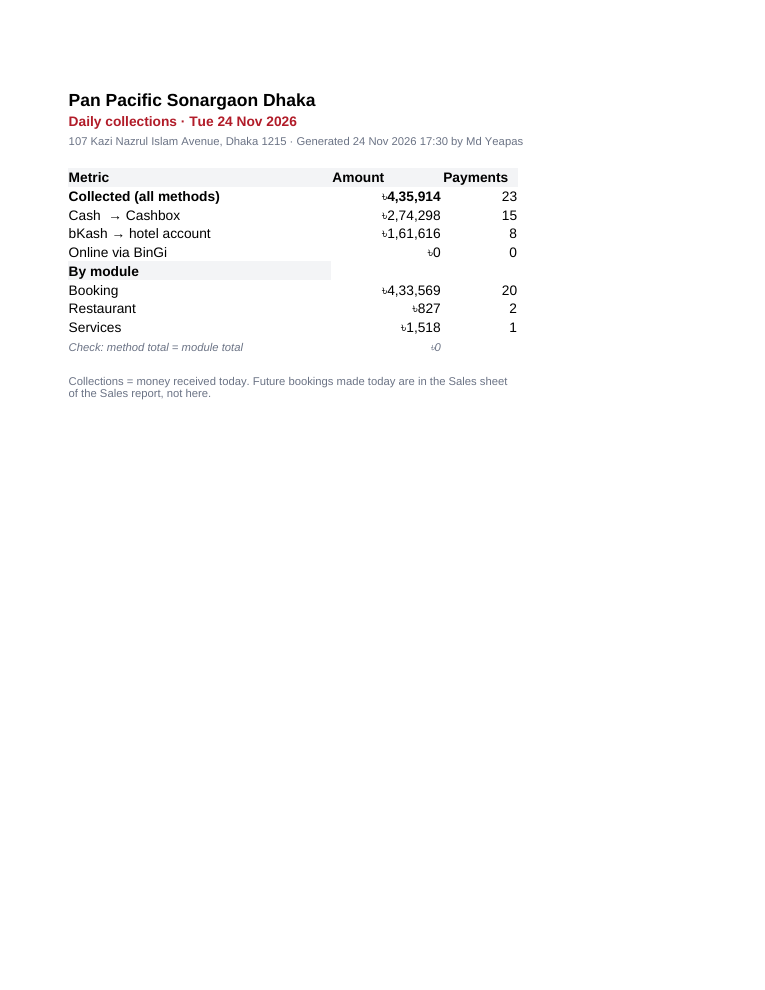 Pan Pacific Sonargaon Dhaka
Daily collections · Tue 24 Nov 2026
107 Kazi Nazrul Islam Avenue, Dhaka 1215 · Generated 24 Nov 2026 17:30 by Md Yeapas
Metric Amount Payments
Collected (all methods) ৳4,35,914 23
Cash → Cashbox ৳2,74,298 15
bKash → hotel account ৳1,61,616 8
Online via BinGi ৳0 0
By module
Booking ৳4,33,569 20
Restaurant ৳827 2
Services ৳1,518 1
Check: method total = module total ৳0
Collections = money received today. Future bookings made today are in the Sales sheet
of the Sales report, not here.